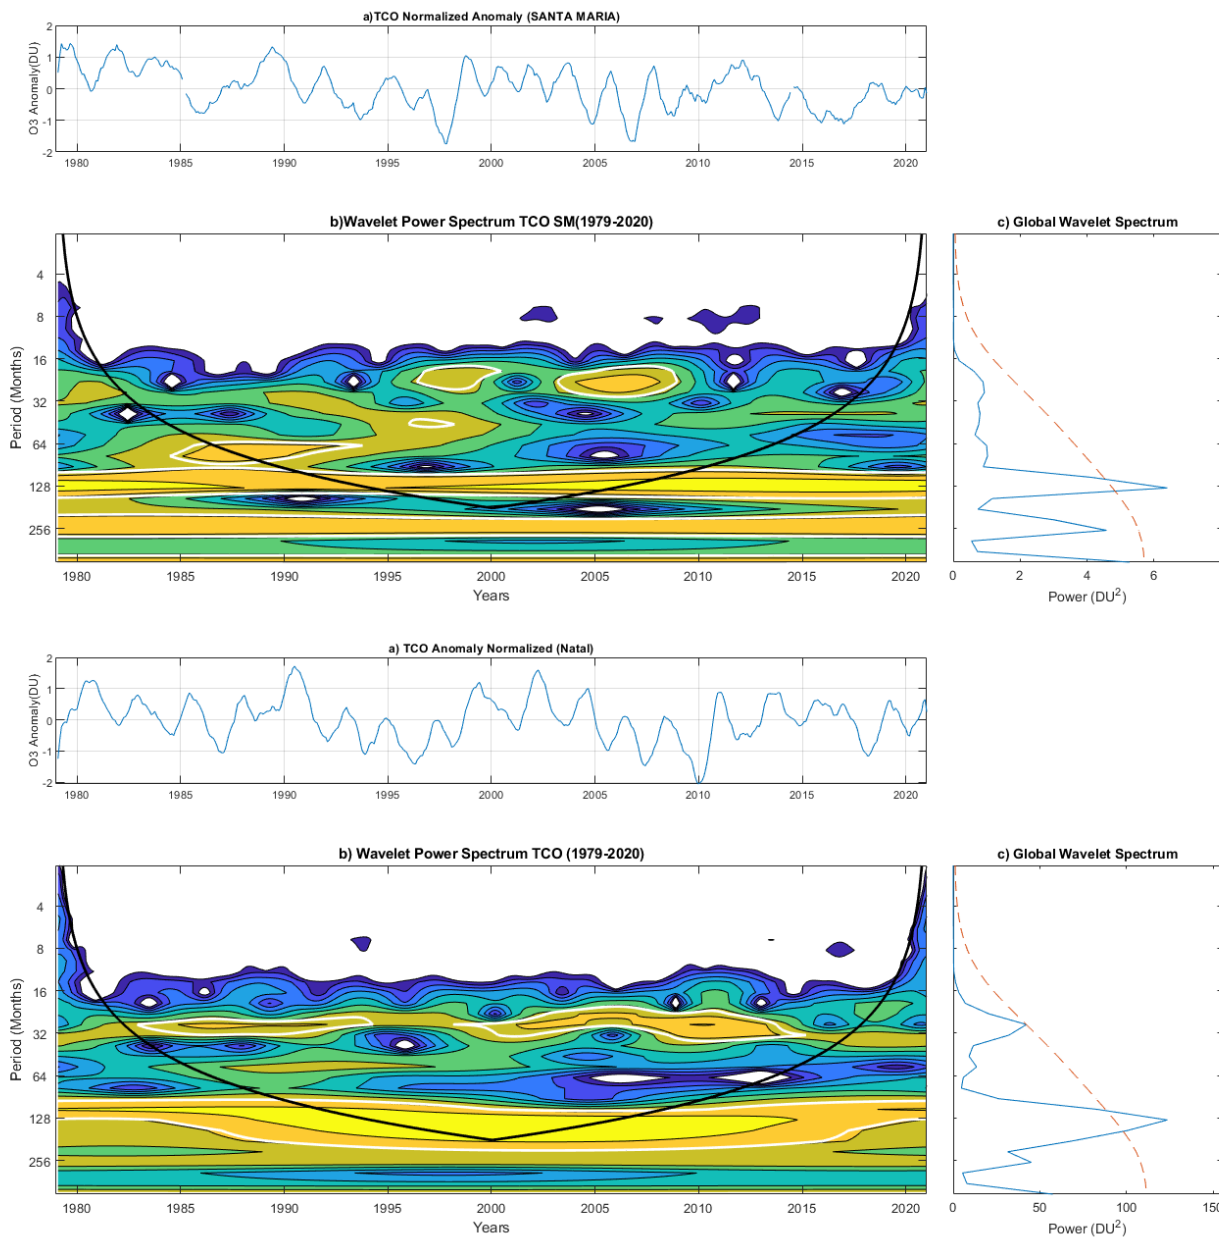 a)TCO Normalized Anomaly (SANTA MARIA)
O3 Anomaly(DU)
2
1
0
-1
-2
1980 1985 1990 1995 2000 2005 2010 2015 2020
b)Wavelet Power Spectrum TCO SM(1979-2020)
Period (Months)
4
8
16
32
64
128
256
1980 1985 1990 1995 2000 2005 2010 2015 2020
Years
c) Global Wavelet Spectrum
0 2 4 6
Power (DU²)
a) TCO Anomaly Normalized (Natal)
O3 Anomaly(DU)
2
1
0
-1
-2
1980 1985 1990 1995 2000 2005 2010 2015 2020
b) Wavelet Power Spectrum TCO (1979-2020)
Period (Months)
4
8
16
32
64
128
256
1980 1985 1990 1995 2000 2005 2010 2015 2020
Years
c) Global Wavelet Spectrum
0 50 100 150
Power (DU²)